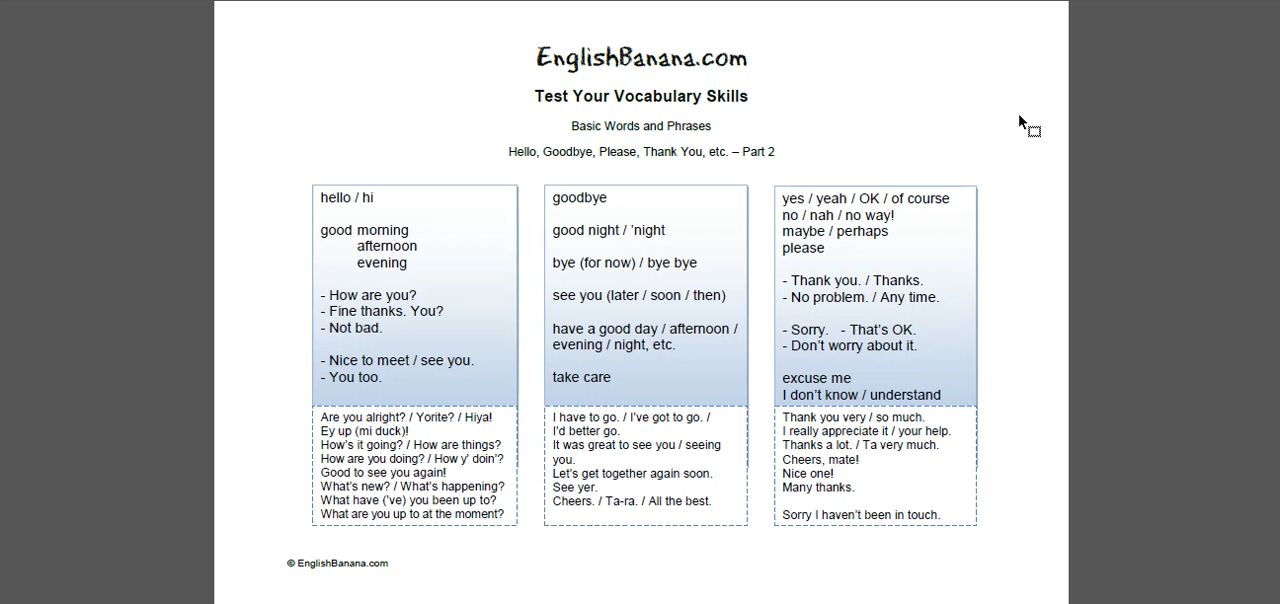 EnglishBanana.com
Test Your Vocabulary Skills
Basic Words and Phrases
Hello, Goodbye, Please, Thank You, etc. – Part 2
hello / hi
good morning
afternoon
evening
- How are you?
- Fine thanks. You?
- Not bad.
- Nice to meet / see you.
- You too.
Are you alright? / Yorite? / Hiya!
Ey up (mi duck)!
How’s it going? / How are things?
How are you doing? / How y’ doin’?
Good to see you again!
What’s new? / What’s happening?
What have (’ve) you been up to?
What are you up to at the moment?
goodbye
good night / ’night
bye (for now) / bye bye
see you (later / soon / then)
have a good day / afternoon /
evening / night, etc.
take care
I have to go. / I’ve got to go. /
I’d better go.
It was great to see you / seeing
you.
Let’s get together again soon.
See yer.
Cheers. / Ta-ra. / All the best.
yes / yeah / OK / of course
no / nah / no way!
maybe / perhaps
please
- Thank you. / Thanks.
- No problem. / Any time.
- Sorry. - That’s OK.
- Don’t worry about it.
excuse me
I don’t know / understand
Thank you very / so much.
I really appreciate it / your help.
Thanks a lot. / Ta very much.
Cheers, mate!
Nice one!
Many thanks.
Sorry I haven’t been in touch.
© EnglishBanana.com